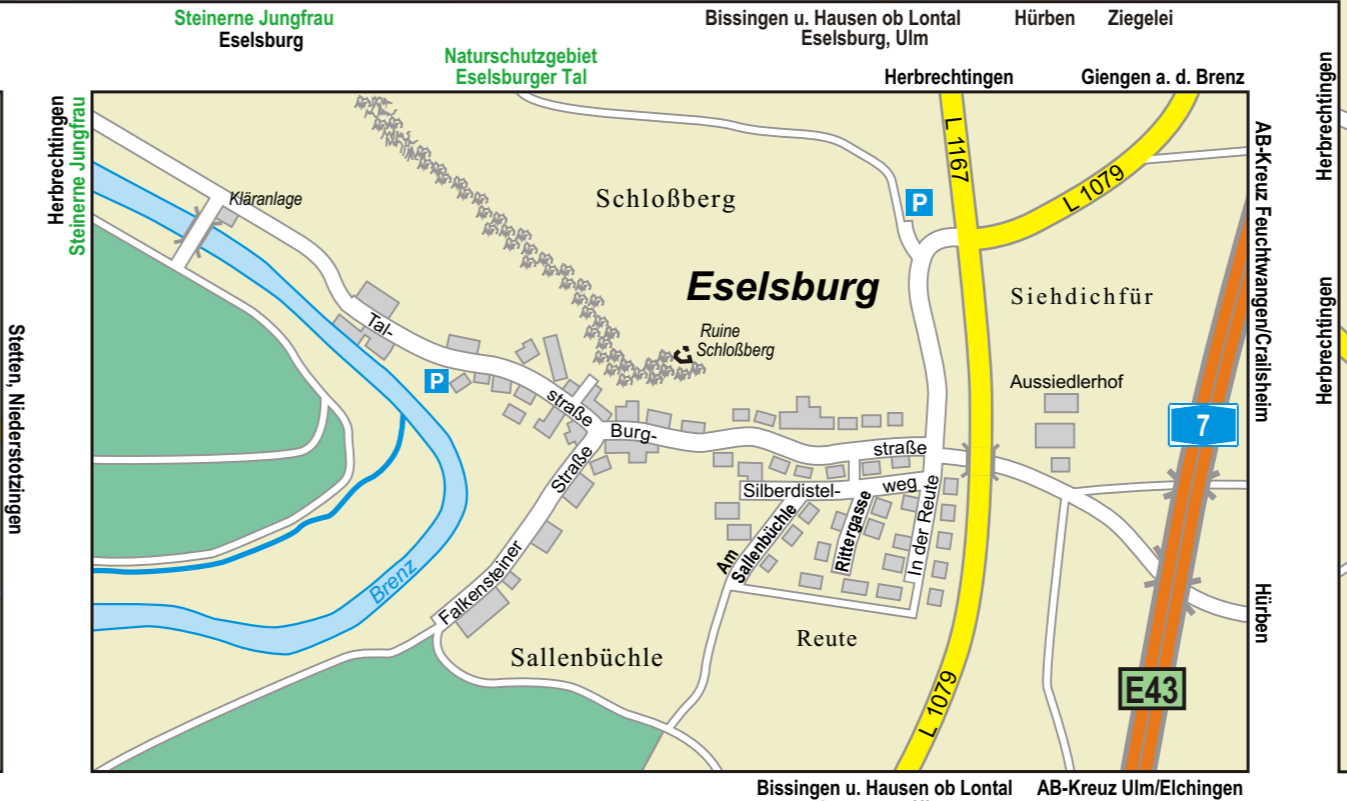 Steinerne Jungfrau
Eselsburg
Bissingen u. Hausen ob Lontal
Eselsburg, Ulm
Hürben
Ziegelei
Naturschutzgebiet
Eselsburger Tal
Herbrechtingen
Giengen a. d. Brenz
Herbrechtingen
Steinerne Jungfrau
Stetten, Niederstotzingen
Kläranlage
Schloßberg
P
L 1167
L 1079
AB-Kreuz Feuchtwangen/Crailsheim
Herbrechtingen
Herbrechtingen
Eselsburg
Siehdichfür
Ruine
Schloßberg
Tal-
straße
P
Aussiedlerhof
7
Burg-
straße
Falkensteiner
Straße
Silberdistel-
weg
Am
Sallenbüchle
Rittergasse
In der Reute
Brenz
Hürben
Reute
Sallenbüchle
E43
L 1079
Bissingen u. Hausen ob Lontal
AB-Kreuz Ulm/Elchingen